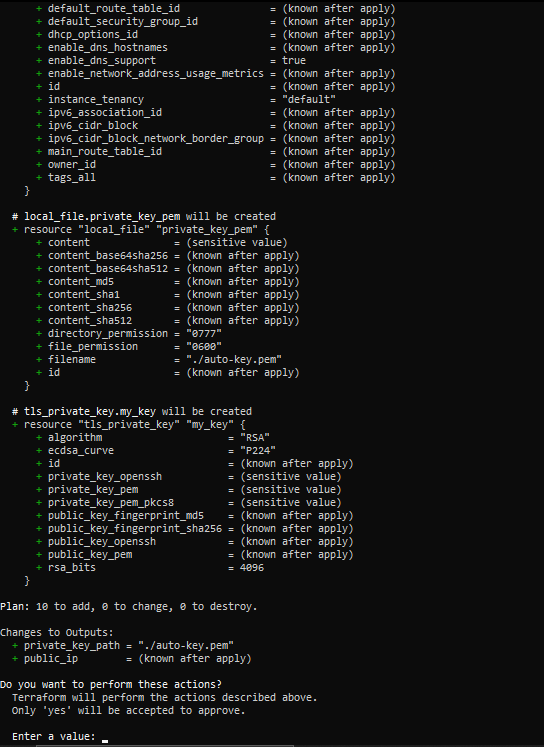 + default_route_table_id = (known after apply)
+ default_security_group_id = (known after apply)
+ dhcp_options_id = (known after apply)
+ enable_dns_hostnames = (known after apply)
+ enable_dns_support = true
+ enable_network_address_usage_metrics = (known after apply)
+ id = (known after apply)
+ instance_tenancy = "default"
+ ipv6_association_id = (known after apply)
+ ipv6_cidr_block = (known after apply)
+ ipv6_cidr_block_network_border_group = (known after apply)
+ main_route_table_id = (known after apply)
+ owner_id = (known after apply)
+ tags_all = (known after apply)
}
# local_file.private_key_pem will be created
+ resource "local_file" "private_key_pem" {
+ content = (sensitive value)
+ content_base64sha256 = (known after apply)
+ content_base64sha512 = (known after apply)
+ content_md5 = (known after apply)
+ content_sha1 = (known after apply)
+ content_sha256 = (known after apply)
+ content_sha512 = (known after apply)
+ directory_permission = "0777"
+ file_permission = "0600"
+ filename = "./auto-key.pem"
+ id = (known after apply)
}
# tls_private_key.my_key will be created
+ resource "tls_private_key" "my_key" {
+ algorithm = "RSA"
+ ecdsa_curve = "P224"
+ id = (known after apply)
+ private_key_openssh = (sensitive value)
+ private_key_pem = (sensitive value)
+ private_key_pem_pkcs8 = (sensitive value)
+ public_key_fingerprint_md5 = (known after apply)
+ public_key_fingerprint_sha256 = (known after apply)
+ public_key_openssh = (known after apply)
+ public_key_pem = (known after apply)
+ rsa_bits = 4096
}
Plan: 10 to add, 0 to change, 0 to destroy.
Changes to Outputs:
+ private_key_path = "./auto-key.pem"
+ public_ip = (known after apply)
Do you want to perform these actions?
Terraform will perform the actions described above.
Only 'yes' will be accepted to approve.
Enter a value: